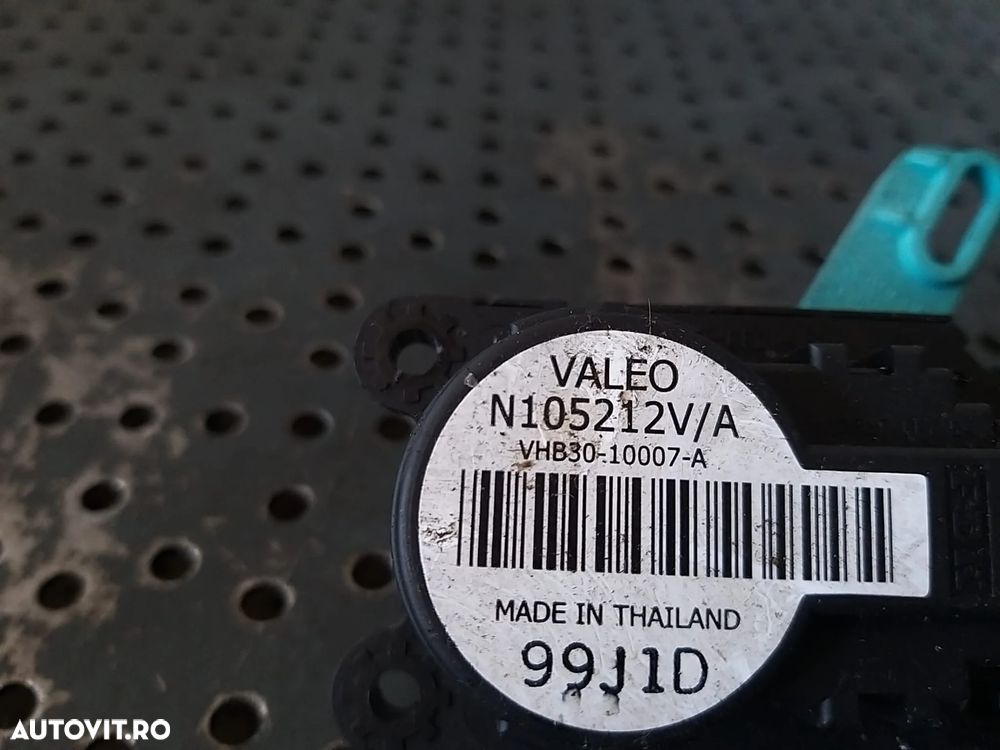 VALEO
N105212V/A
VHB30-10007-A
MADE IN THAILAND
99J1D
AUTOVIT.RO